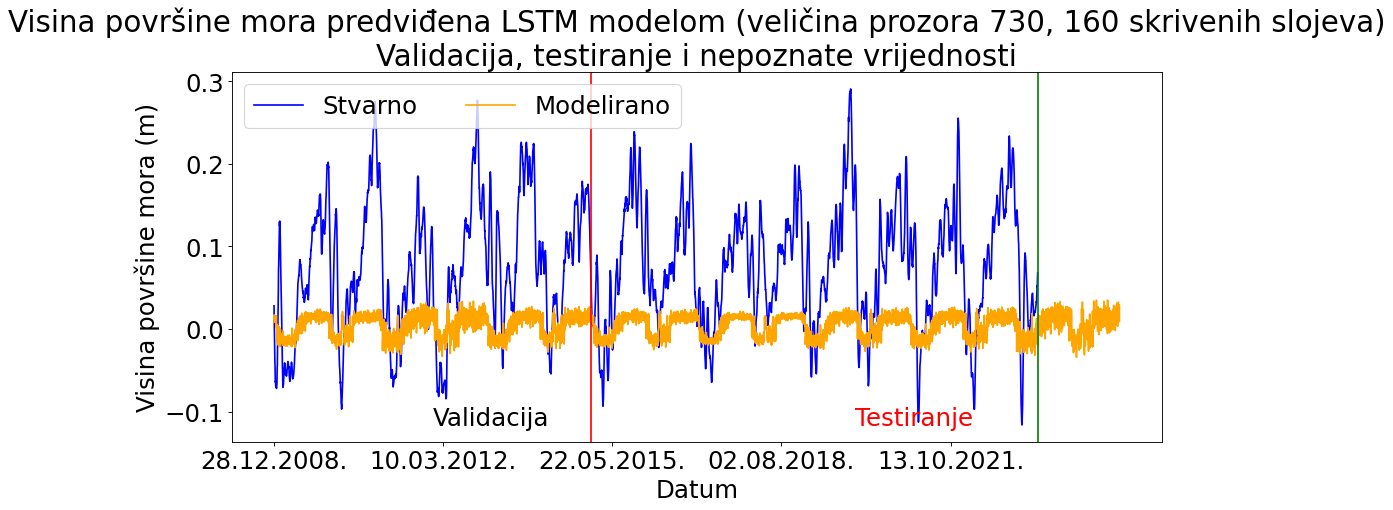 Visina površine mora predviđena LSTM modelom (veličina prozora 730, 160 skrivenih slojeva)
Validacija, testiranje i nepoznate vrijednosti
Stvarno
Modelirano
Visina površine mora (m)
0.3
0.2
0.1
0.0
−0.1
Validacija
Testiranje
28.12.2008.
10.03.2012.
22.05.2015.
02.08.2018.
13.10.2021.
Datum